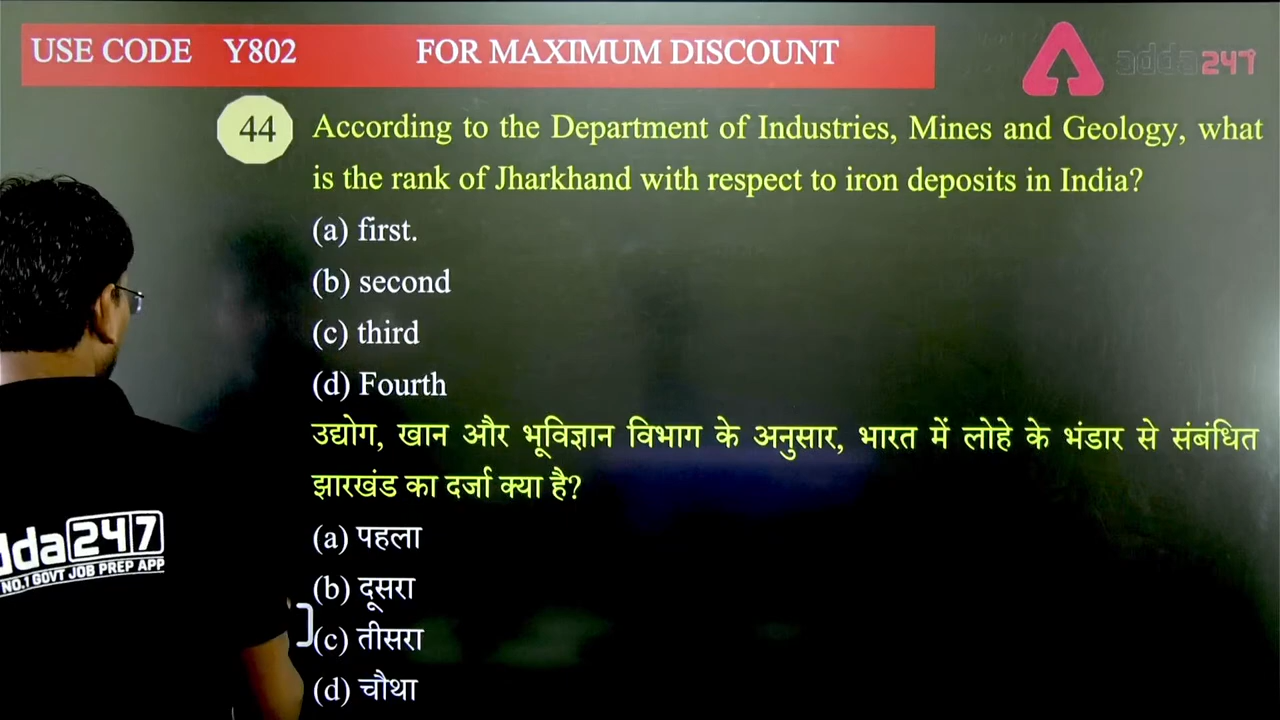 USE CODE Y802 FOR MAXIMUM DISCOUNT
adda247
44 According to the Department of Industries, Mines and Geology, what
is the rank of Jharkhand with respect to iron deposits in India?
(a) first.
(b) second
(c) third
(d) Fourth
उद्योग, खान और भूविज्ञान विभाग के अनुसार, भारत में लोहे के भंडार से संबंधित
झारखंड का दर्जा क्या है?
(a) पहला
(b) दूसरा
(c) तीसरा
(d) चौथा
dda247
NO.1 GOVT JOB PREP APP